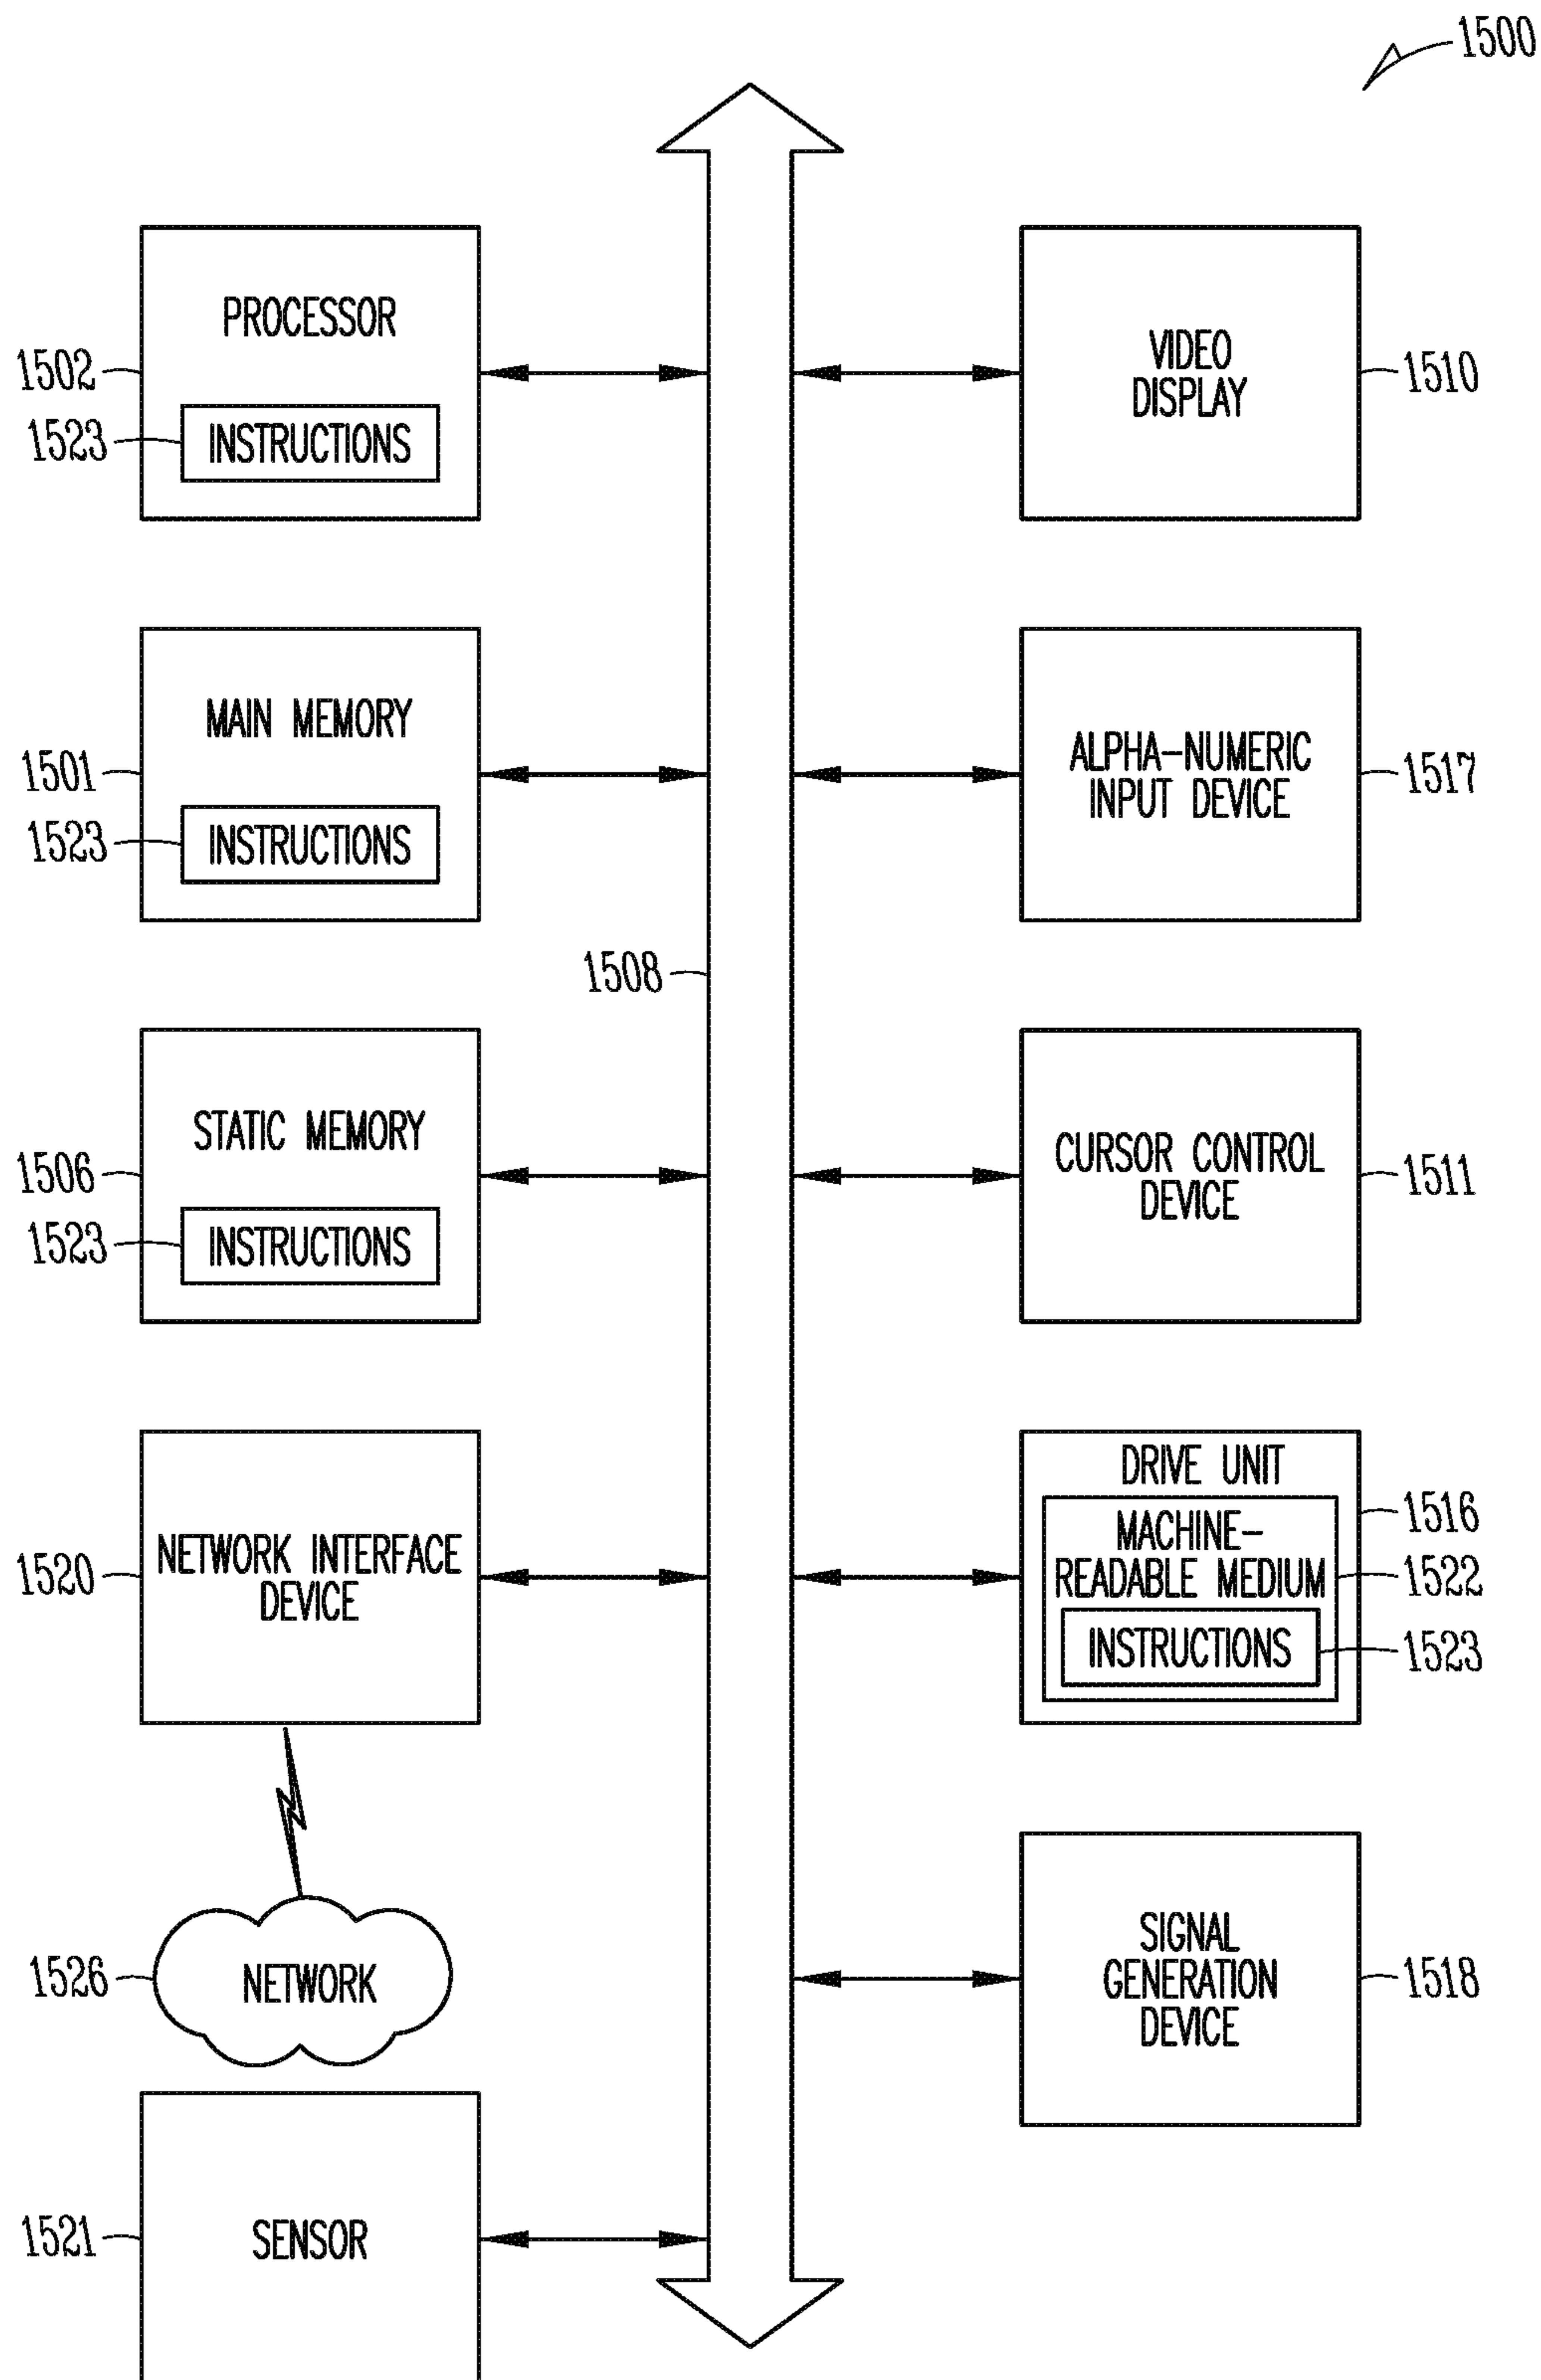 1500
PROCESSOR
1502
1523
INSTRUCTIONS
VIDEO
DISPLAY
1510
MAIN MEMORY
1501
1523
INSTRUCTIONS
ALPHA-NUMERIC
INPUT DEVICE
1517
1508
STATIC MEMORY
1506
1523
INSTRUCTIONS
CURSOR CONTROL
DEVICE
1511
NETWORK INTERFACE
DEVICE
1520
DRIVE UNIT
1516
MACHINE-
READABLE MEDIUM
1522
INSTRUCTIONS
1523
1526
NETWORK
SIGNAL
GENERATION
DEVICE
1518
1521
SENSOR